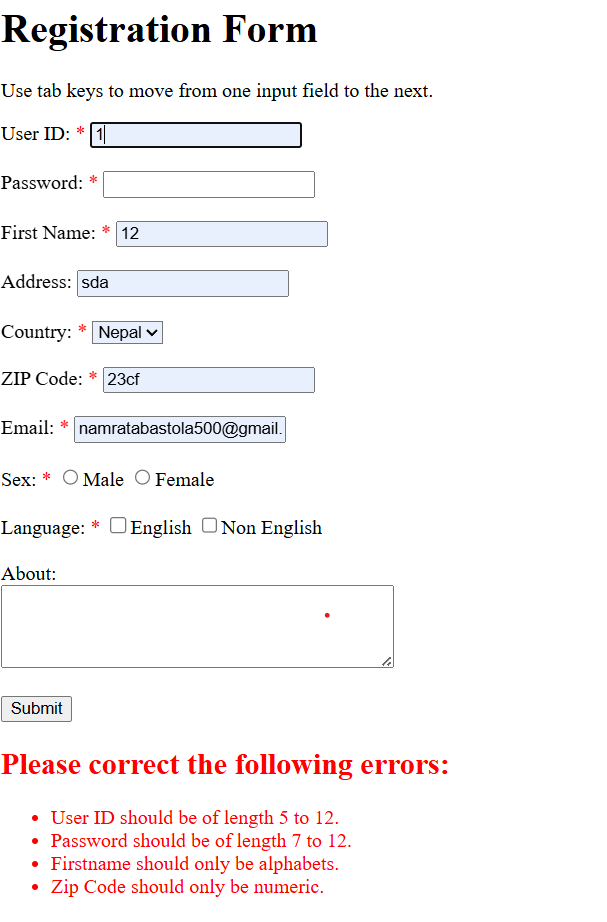 Registration Form
Use tab keys to move from one input field to the next.
User ID: * 1
Password: *
First Name: * 12
Address: sda
Country: * Nepal
ZIP Code: * 23cf
Email: * namratabastola500@gmail.
Sex: * Male Female
Language: * English Non English
About:
Submit
Please correct the following errors:
• User ID should be of length 5 to 12.
• Password should be of length 7 to 12.
• Firstname should only be alphabets.
• Zip Code should only be numeric.